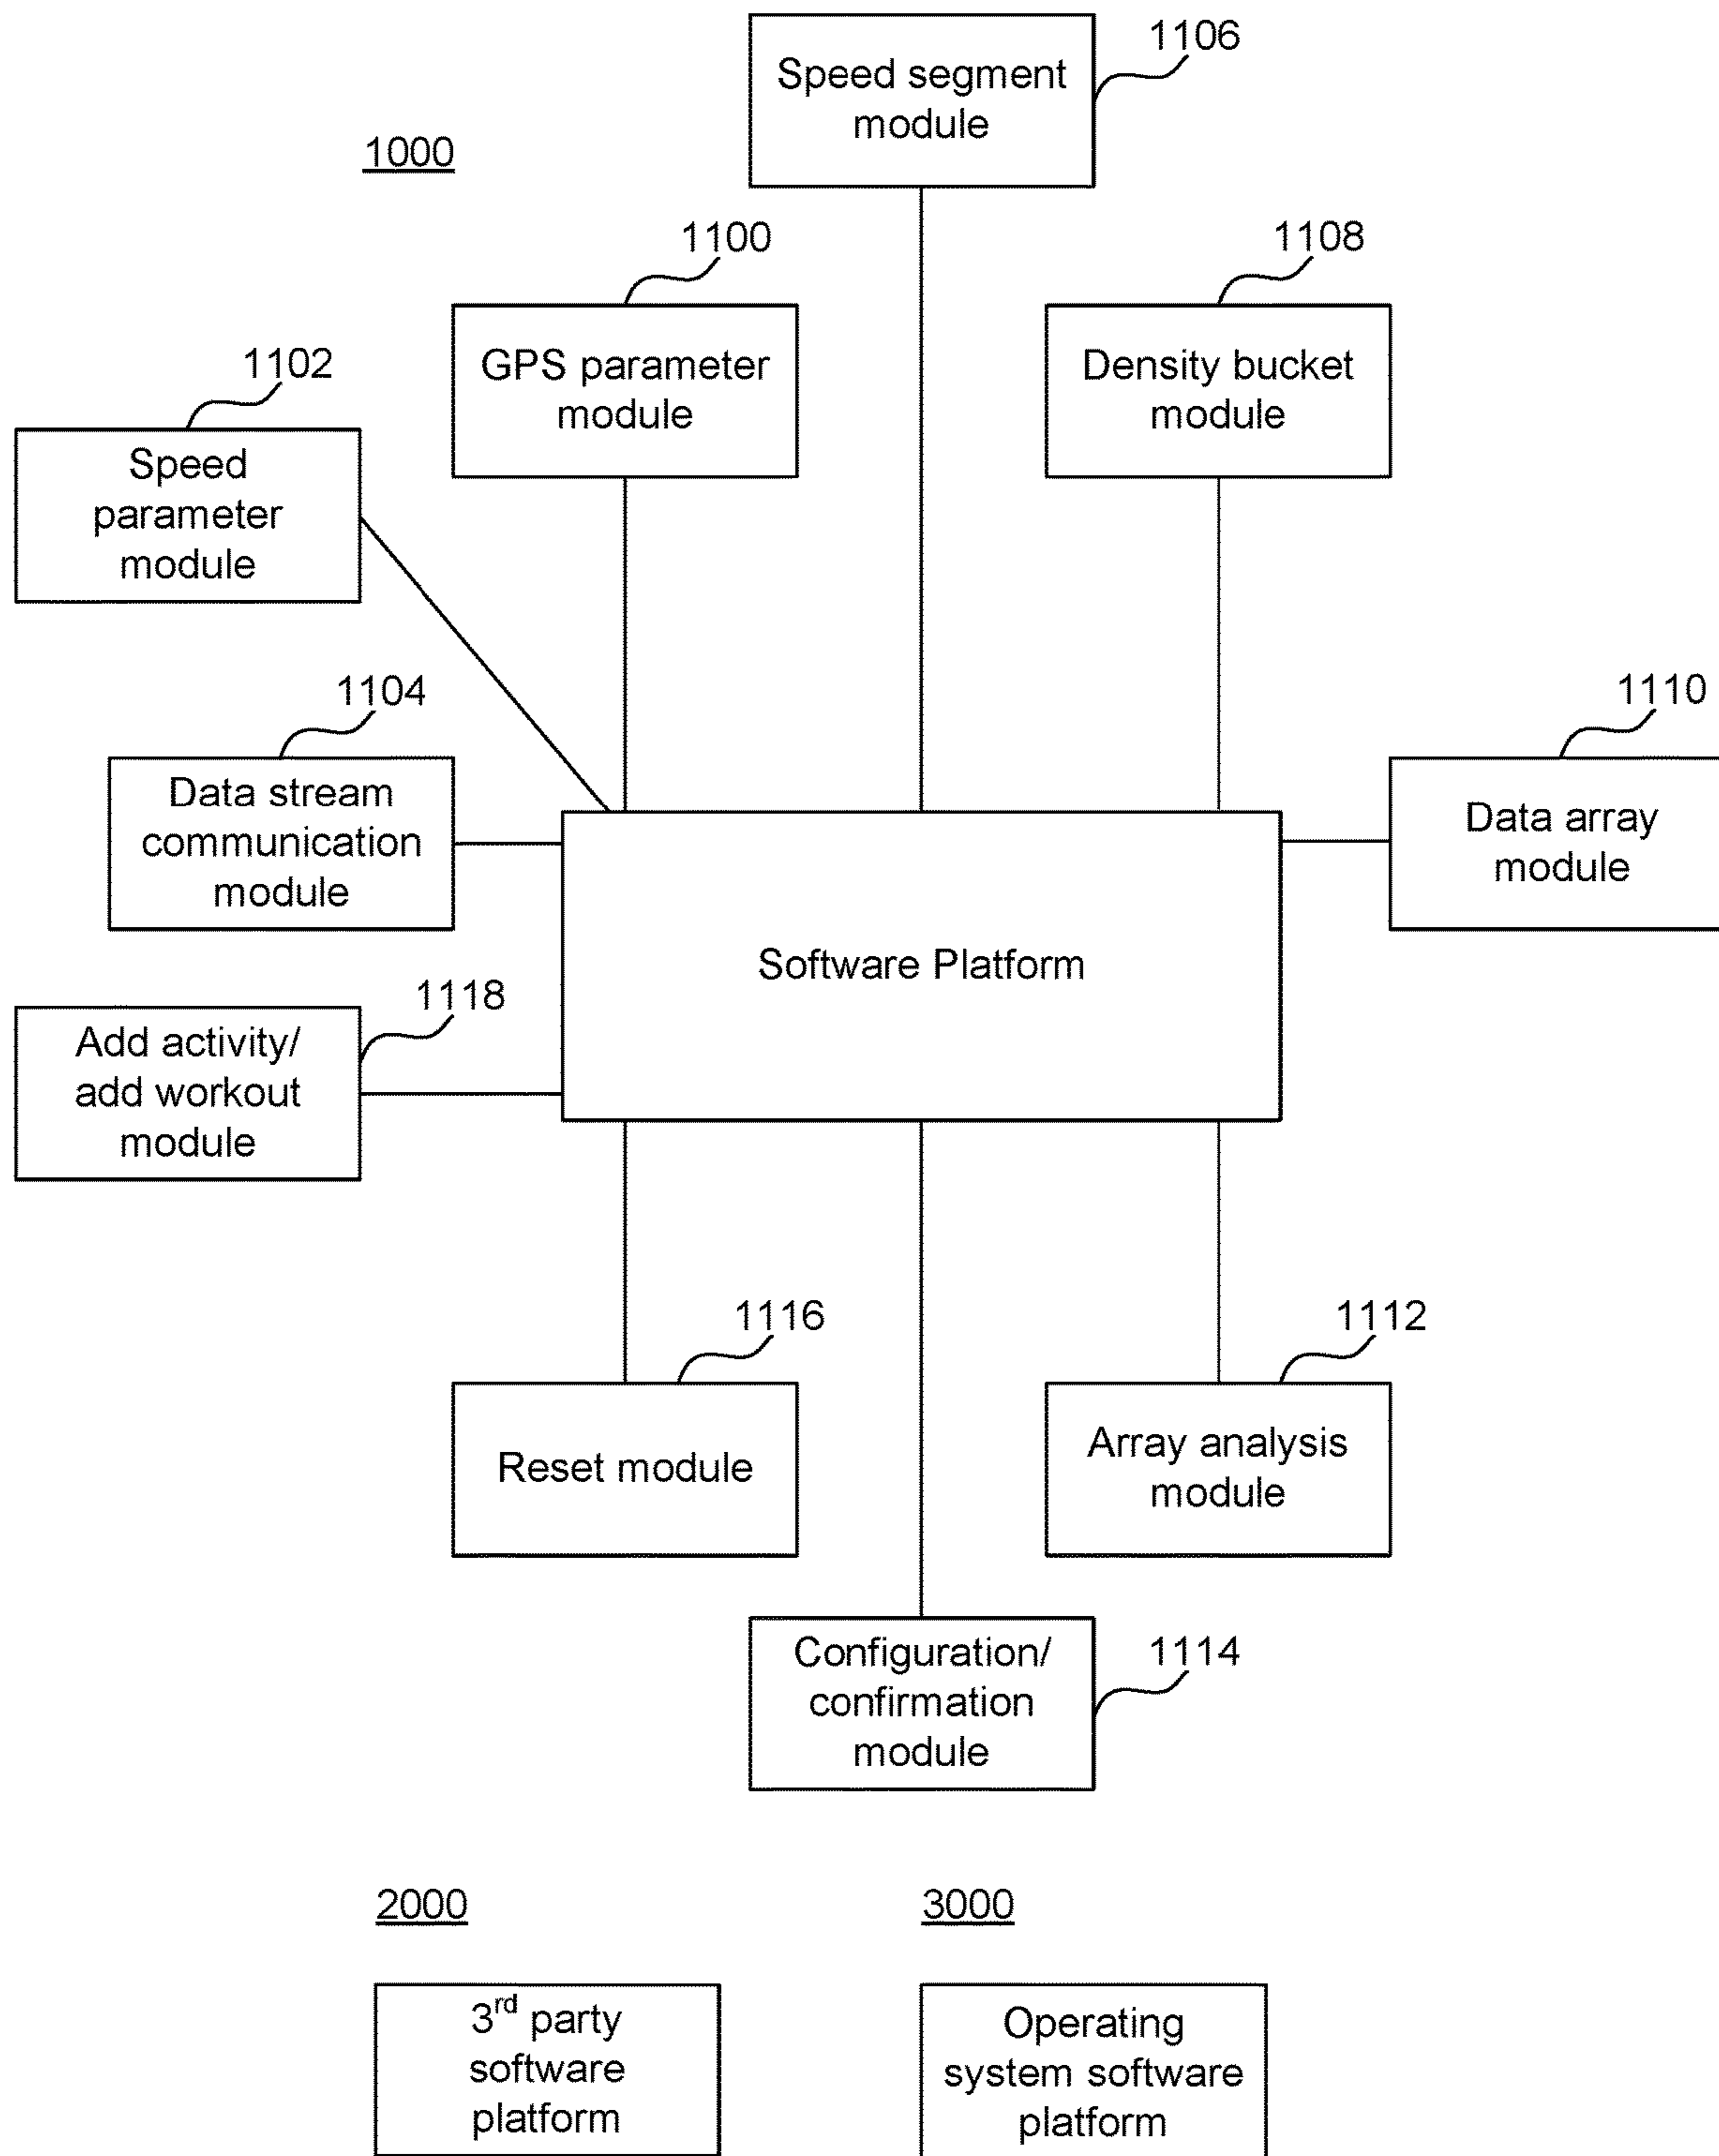 1106
Speed segment
module
1000
1100
1108
GPS parameter
module
Density bucket
module
1102
Speed
parameter
module
1104
1110
Data stream
communication
module
Data array
module
Software Platform
1118
Add activity/
add workout
module
1116
1112
Reset module
Array analysis
module
Configuration/
confirmation
module
1114
2000
3000
3rd party
software
platform
Operating
system software
platform